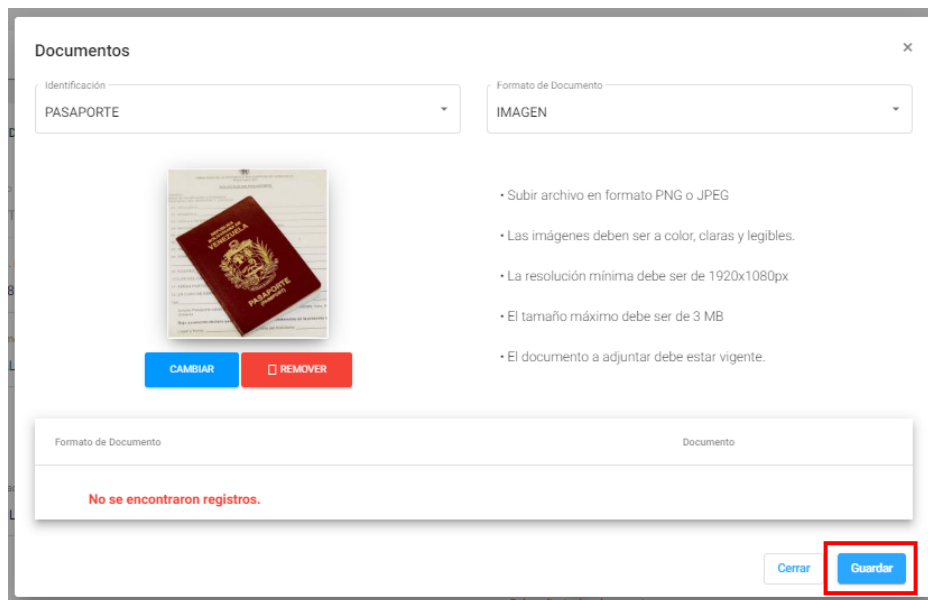 Documentos
×
Identificación
PASAPORTE
Formato de Documento
IMAGEN
REPÚBLICA
BOLIVARIANA DE
VENEZUELA
PASAPORTE
(PASSPORT)
• Subir archivo en formato PNG o JPEG
• Las imágenes deben ser a color, claras y legibles.
• La resolución mínima debe ser de 1920x1080px
• El tamaño máximo debe ser de 3 MB
• El documento a adjuntar debe estar vigente.
CAMBIAR
REMOVER
Formato de Documento
Documento
No se encontraron registros.
Cerrar
Guardar